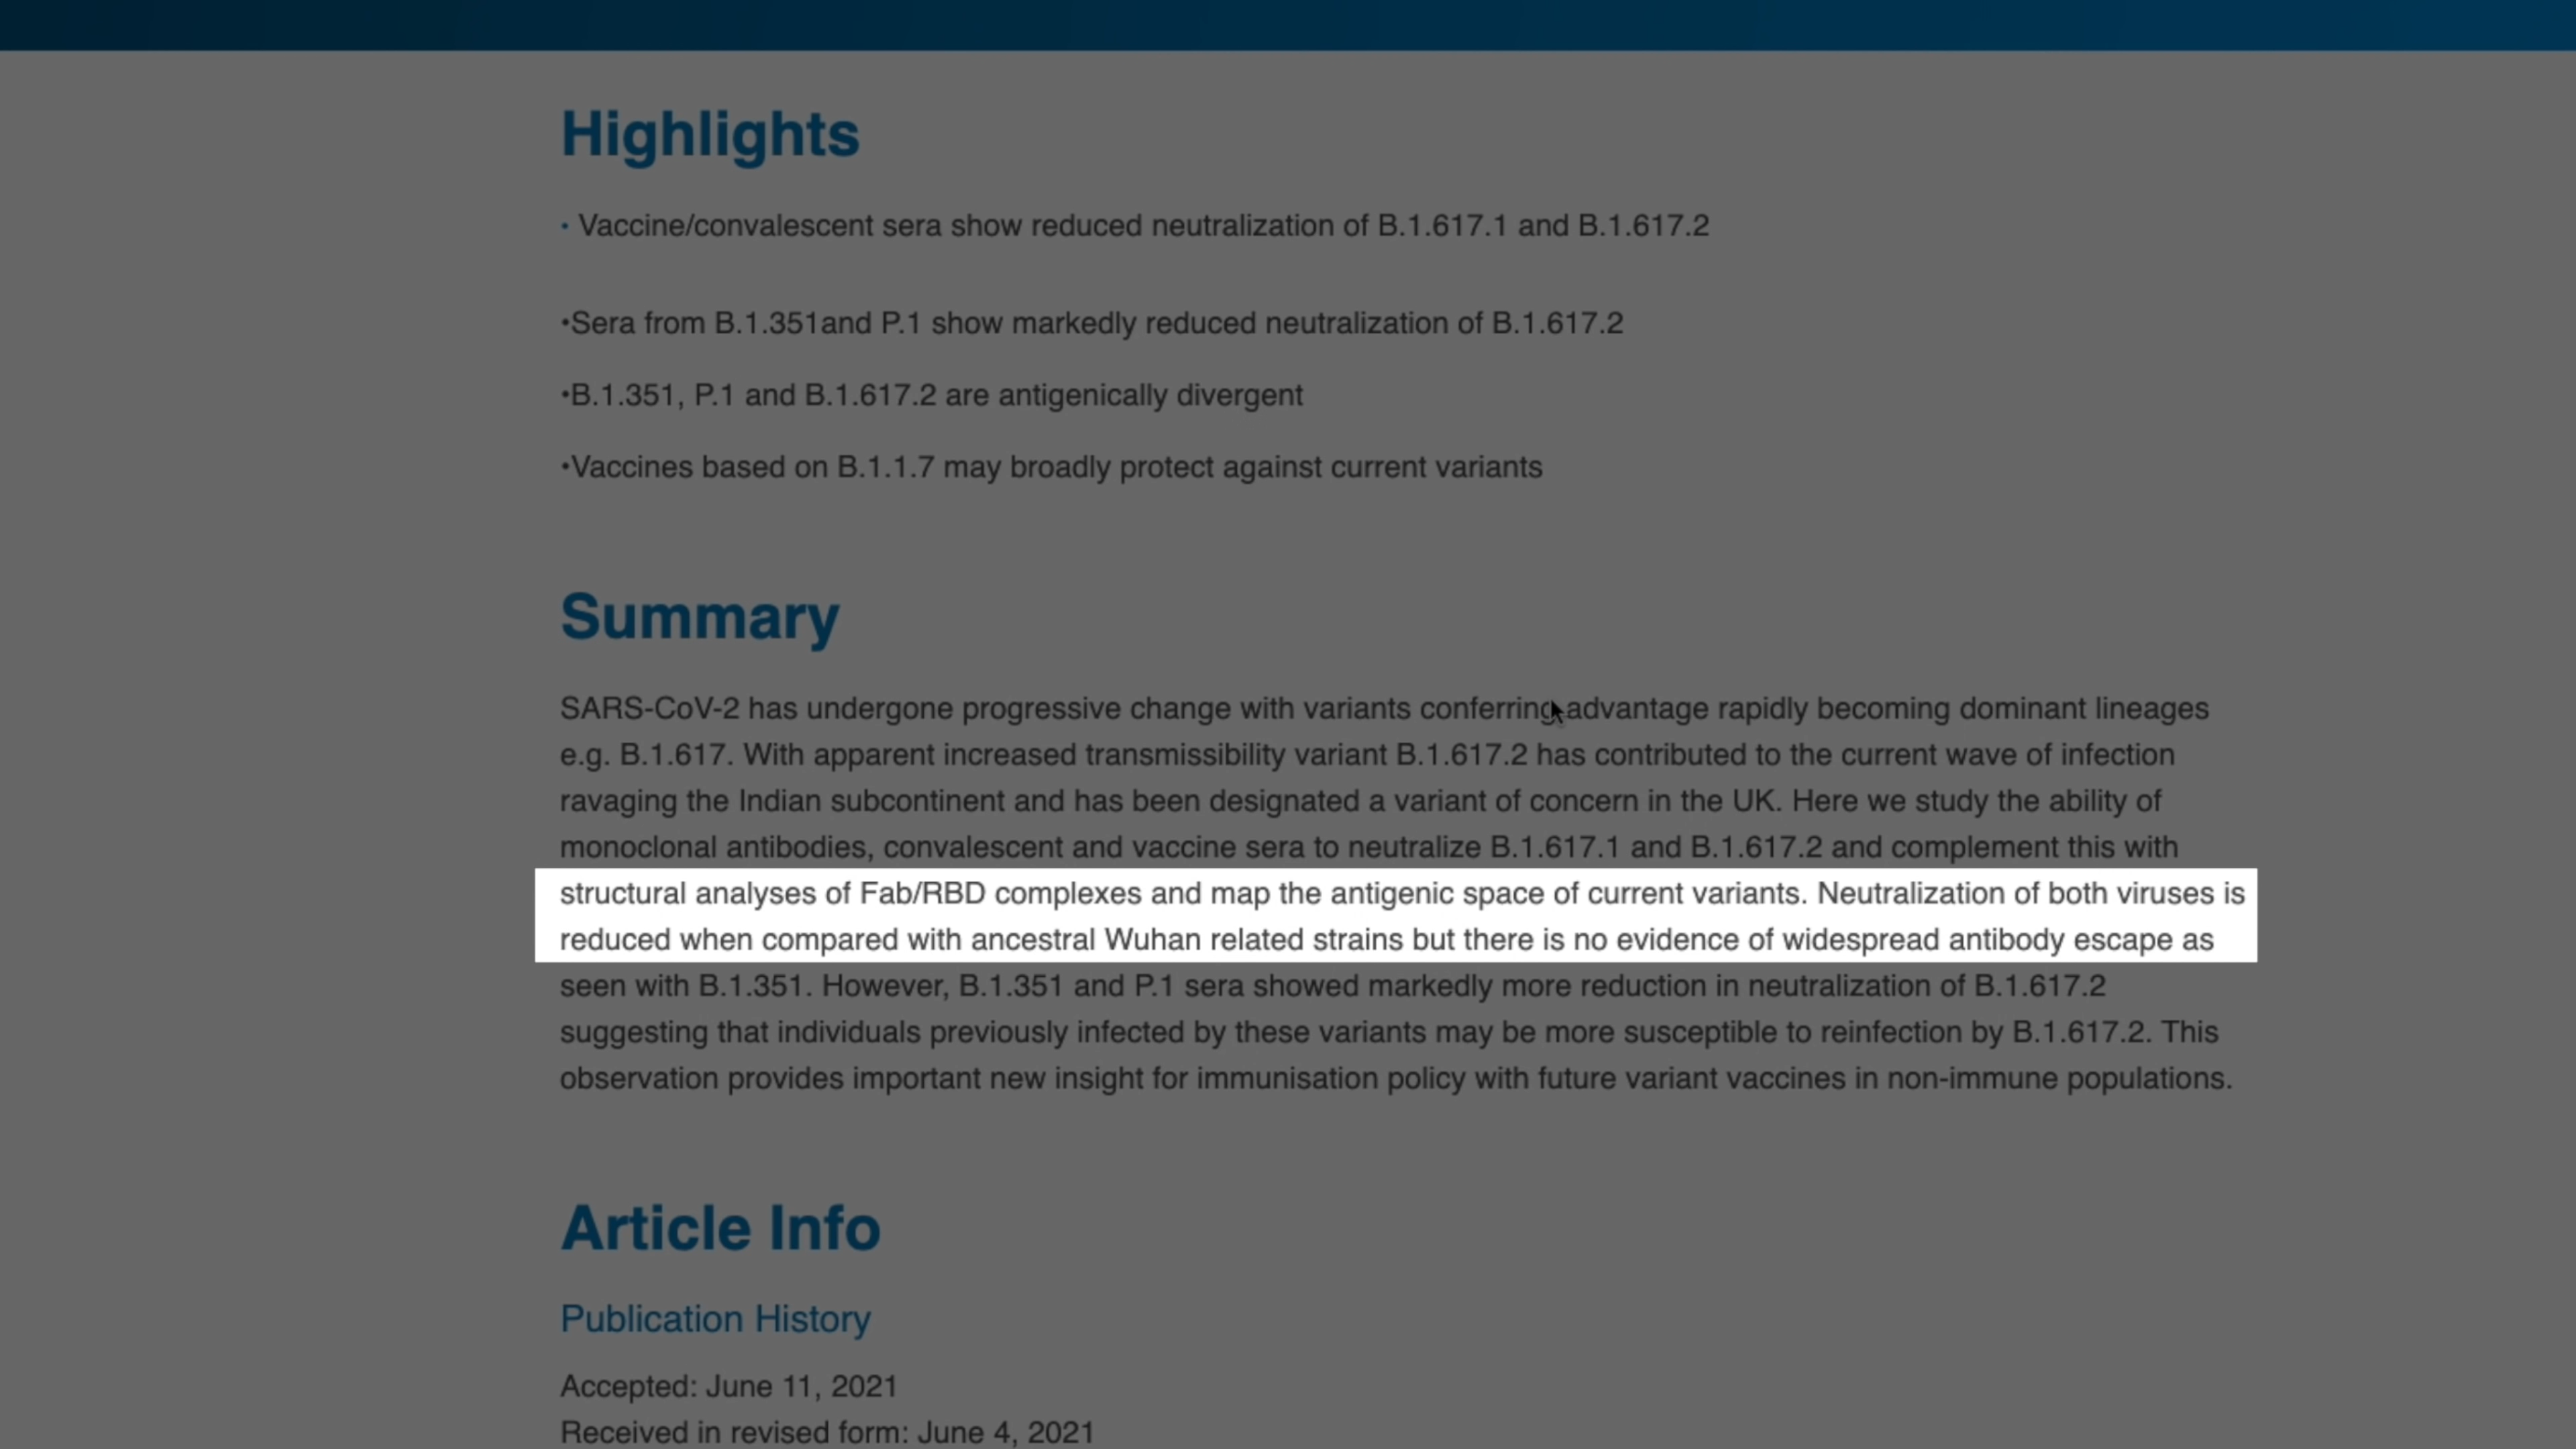 Highlights
• Vaccine/convalescent sera show reduced neutralization of B.1.617.1 and B.1.617.2
•Sera from B.1.351and P.1 show markedly reduced neutralization of B.1.617.2
•B.1.351, P.1 and B.1.617.2 are antigenically divergent
•Vaccines based on B.1.1.7 may broadly protect against current variants
Summary
SARS-CoV-2 has undergone progressive change with variants conferring advantage rapidly becoming dominant lineages
e.g. B.1.617. With apparent increased transmissibility variant B.1.617.2 has contributed to the current wave of infection
ravaging the Indian subcontinent and has been designated a variant of concern in the UK. Here we study the ability of
monoclonal antibodies, convalescent and vaccine sera to neutralize B.1.617.1 and B.1.617.2 and complement this with
structural analyses of Fab/RBD complexes and map the antigenic space of current variants. Neutralization of both viruses is
reduced when compared with ancestral Wuhan related strains but there is no evidence of widespread antibody escape as
seen with B.1.351. However, B.1.351 and P.1 sera showed markedly more reduction in neutralization of B.1.617.2
suggesting that individuals previously infected by these variants may be more susceptible to reinfection by B.1.617.2. This
observation provides important new insight for immunisation policy with future variant vaccines in non-immune populations.
Article Info
Publication History
Accepted: June 11, 2021
Received in revised form: June 4, 2021